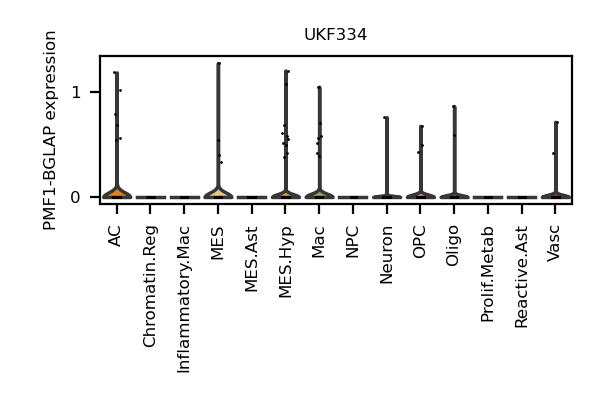 UKF334
PMF1-BGLAP expression
1
0
AC
Chromatin.Reg
Inflammatory.Mac
MES
MES.Ast
MES.Hyp
Mac
NPC
Neuron
OPC
Oligo
Prolif.Metab
Reactive.Ast
Vasc